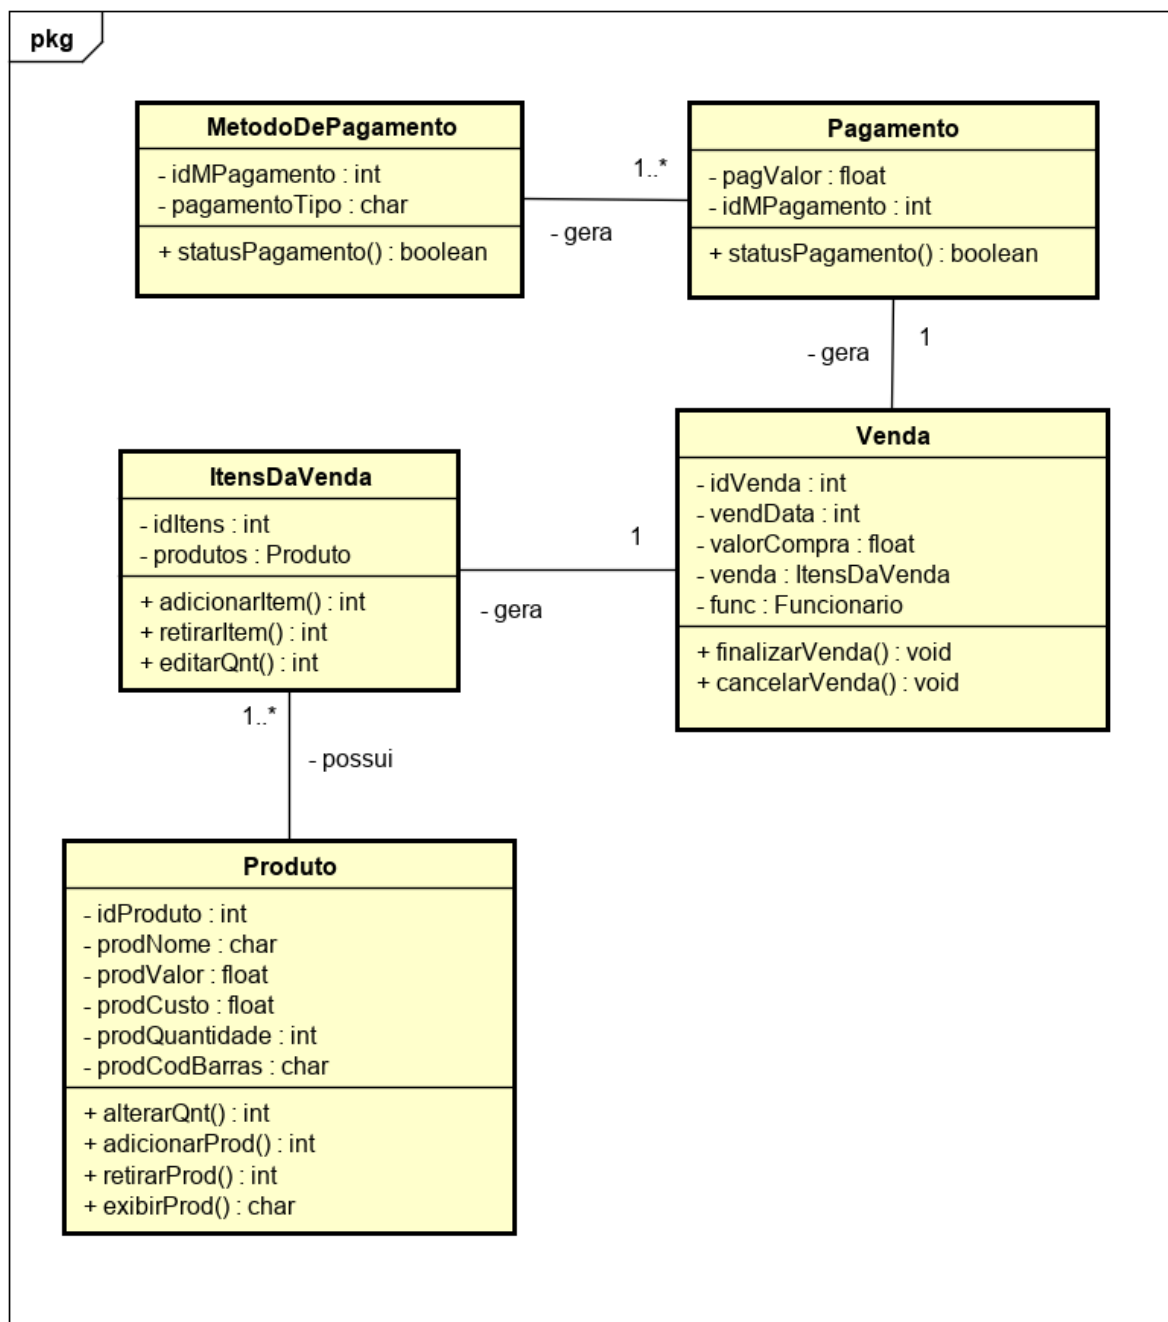 pkg
MetodoDePagamento
- idMPagamento : int
- pagamentoTipo : char
+ statusPagamento() : boolean
1..*
- gera
Pagamento
- pagValor : float
- idMPagamento : int
+ statusPagamento() : boolean
- gera
1
Venda
- idVenda : int
- vendData : int
- valorCompra : float
- venda : ItensDaVenda
- func : Funcionario
+ finalizarVenda() : void
+ cancelarVenda() : void
ItensDaVenda
- idItens : int
- produtos : Produto
+ adicionarItem() : int
+ retirarItem() : int
+ editarQnt() : int
1
- gera
1..*
- possui
Produto
- idProduto : int
- prodNome : char
- prodValor : float
- prodCusto : float
- prodQuantidade : int
- prodCodBarras : char
+ alterarQnt() : int
+ adicionarProd() : int
+ retirarProd() : int
+ exibirProd() : char